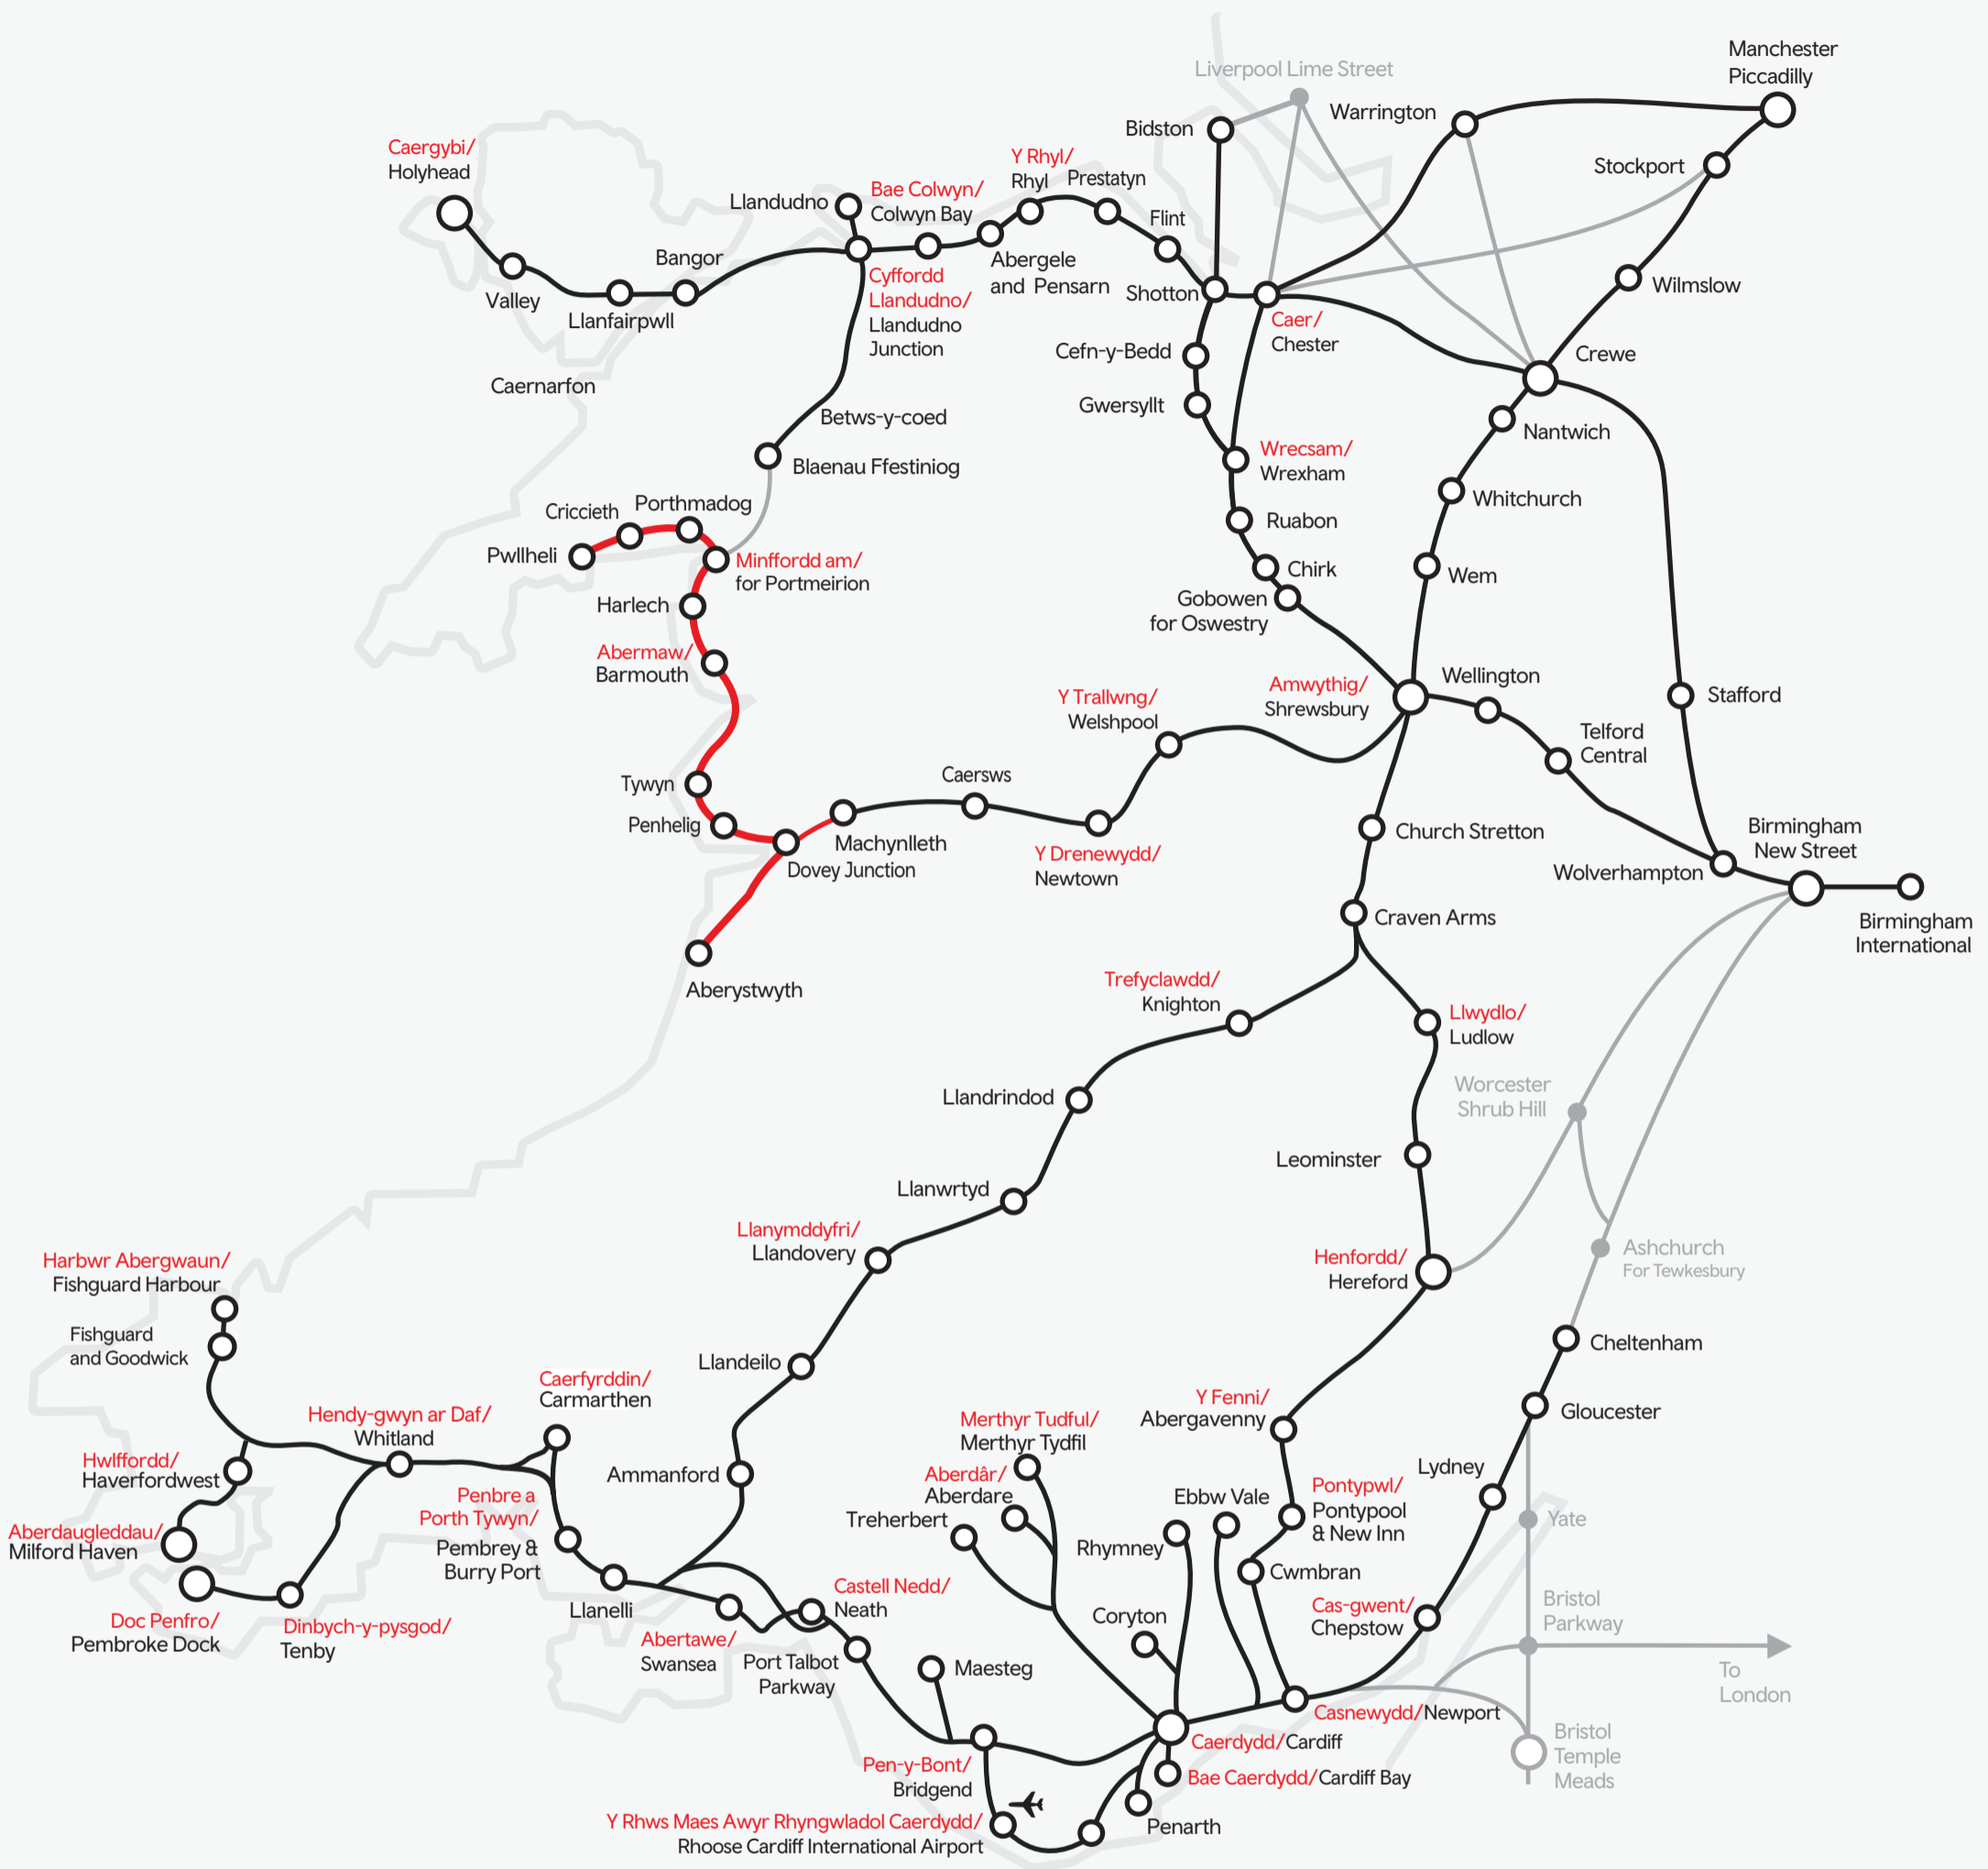 Manchester
Piccadilly
Liverpool Lime Street
Warrington
Bidston
Stockport
Caergybi/
Holyhead
Y Rhyl/
Rhyl
Prestatyn
Llandudno
Bae Colwyn/
Colwyn Bay
Flint
Bangor
Abergele
and Pensarn
Shotton
Wilmslow
Valley
Llanfairpwll
Cyffordd
Llandudno/
Llandudno
Junction
Caer/
Chester
Cefn-y-Bedd
Crewe
Caernarfon
Gwersyllt
Betws-y-coed
Nantwich
Blaenau Ffestiniog
Wrecsam/
Wrexham
Whitchurch
Criccieth
Porthmadog
Ruabon
Pwllheli
Minffordd am/
for Portmeirion
Chirk
Wem
Harlech
Gobowen
for Oswestry
Abermaw/
Barmouth
Wellington
Amwythig/
Shrewsbury
Stafford
Y Trallwng/
Welshpool
Telford
Central
Tywyn
Caersws
Penhelig
Machynlleth
Dovey Junction
Y Drenewydd/
Newtown
Church Stretton
Birmingham
New Street
Wolverhampton
Birmingham
International
Craven Arms
Aberystwyth
Trefyclawdd/
Knighton
Llwydlo/
Ludlow
Llandrindod
Worcester
Shrub Hill
Leominster
Llanwrtyd
Llanymddyfri/
Llandovery
Henfordd/
Hereford
Ashchurch
For Tewkesbury
Harbwr Abergwaun/
Fishguard Harbour
Fishguard
and Goodwick
Cheltenham
Llandeilo
Caerfyrddin/
Carmarthen
Hendy-gwyn ar Daf/
Whitland
Y Fenni/
Abergavenny
Gloucester
Merthyr Tudful/
Merthyr Tydfil
Hwlffordd/
Haverfordwest
Ammanford
Aberdâr/
Aberdare
Lydney
Penbre a
Porth Tywyn/
Pembrey &
Burry Port
Treherbert
Ebbw Vale
Pontypwl/
Pontypool
& New Inn
Yate
Aberdaugleddau/
Milford Haven
Rhymney
Cwmbran
Llanelli
Castell Nedd/
Neath
Coryton
Cas-gwent/
Chepstow
Bristol
Parkway
Doc Penfro/
Pembroke Dock
Dinbych-y-pysgod/
Tenby
Abertawe/
Swansea
Port Talbot
Parkway
Maesteg
To
London
Casnewydd/Newport
Caerdydd/Cardiff
Bristol
Temple
Meads
Pen-y-Bont/
Bridgend
Bae Caerdydd/Cardiff Bay
Y Rhws Maes Awyr Rhyngwladol Caerdydd/
Rhoose Cardiff International Airport
Penarth